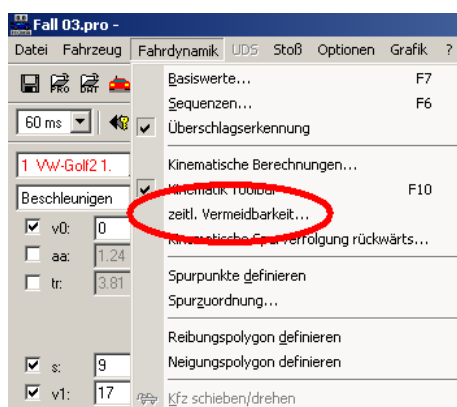 Fall 03.pro -
Datei Fahrzeug Fahrdynamik UDS Stoß Optionen Grafik ?
Basiswerte... F7
PRO DAT
Sequenzen... F6
60 ms
Überschlagserkennung
1 VW-Golf2 1.
Kinematische Berechnungen...
Beschleunigen
Kinematik Toolbar F10
v0: 0
zeitl. Vermeidbarkeit...
Kinematische Spurverfolgung rückwärts...
aa: 1.24
tr: 3.81
Spurpunkte definieren
Spurzuordnung...
Reibungspolygon definieren
s: 9
Neigungspolygon definieren
v1: 17
Kfz schieben/drehen